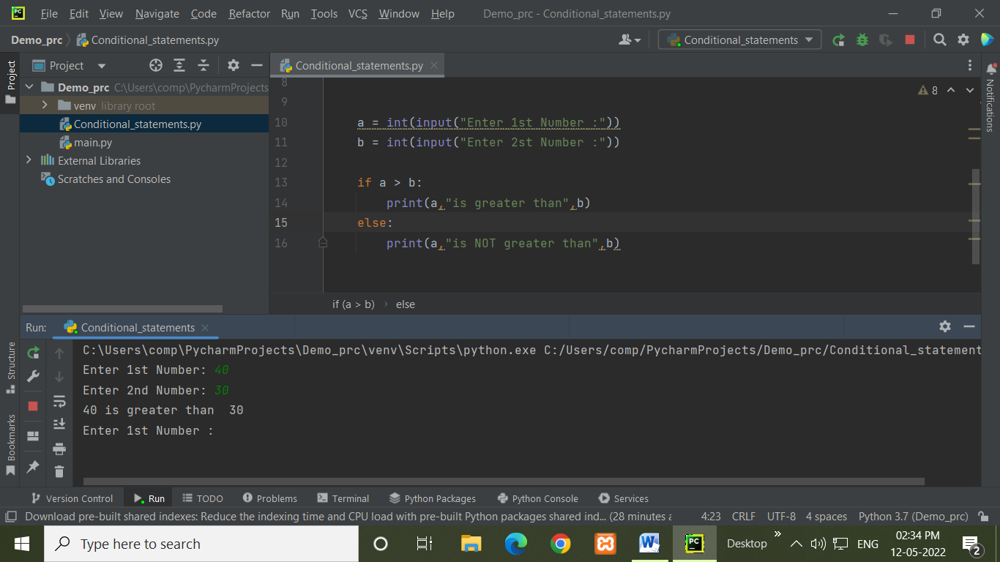 PC File Edit View Navigate Code Refactor Run Tools VCS Window Help Demo_prc - Conditional_statements.py
Demo_prc Conditional_statements.py Conditional_statements
Project
Project
Conditional_statements.py
Demo_prc C:\Users\comp\PycharmProjects
venv library root
Conditional_statements.py
main.py
External Libraries
Scratches and Consoles
8
8
9
10 a = int(input("Enter 1st Number :"))
11 b = int(input("Enter 2st Number :"))
12
13 if a > b:
14 print(a,"is greater than",b)
15 else:
16 print(a,"is NOT greater than",b)
if (a > b) › else
Notifications
Run: Conditional_statements
C:\Users\comp\PycharmProjects\Demo_prc\venv\Scripts\python.exe C:/Users/comp/PycharmProjects/Demo_prc/Conditional_statement
Enter 1st Number: 40
Enter 2nd Number: 30
40 is greater than  30
Enter 1st Number :
Structure
Bookmarks
Version Control Run TODO Problems Terminal Python Packages Python Console Services
Download pre-built shared indexes: Reduce the indexing time and CPU load with pre-built Python packages shared ind... (28 minutes a 4:23 CRLF UTF-8 4 spaces Python 3.7 (Demo_prc)
Type here to search
W
PC
Desktop » ENG
02:34 PM
12-05-2022
2